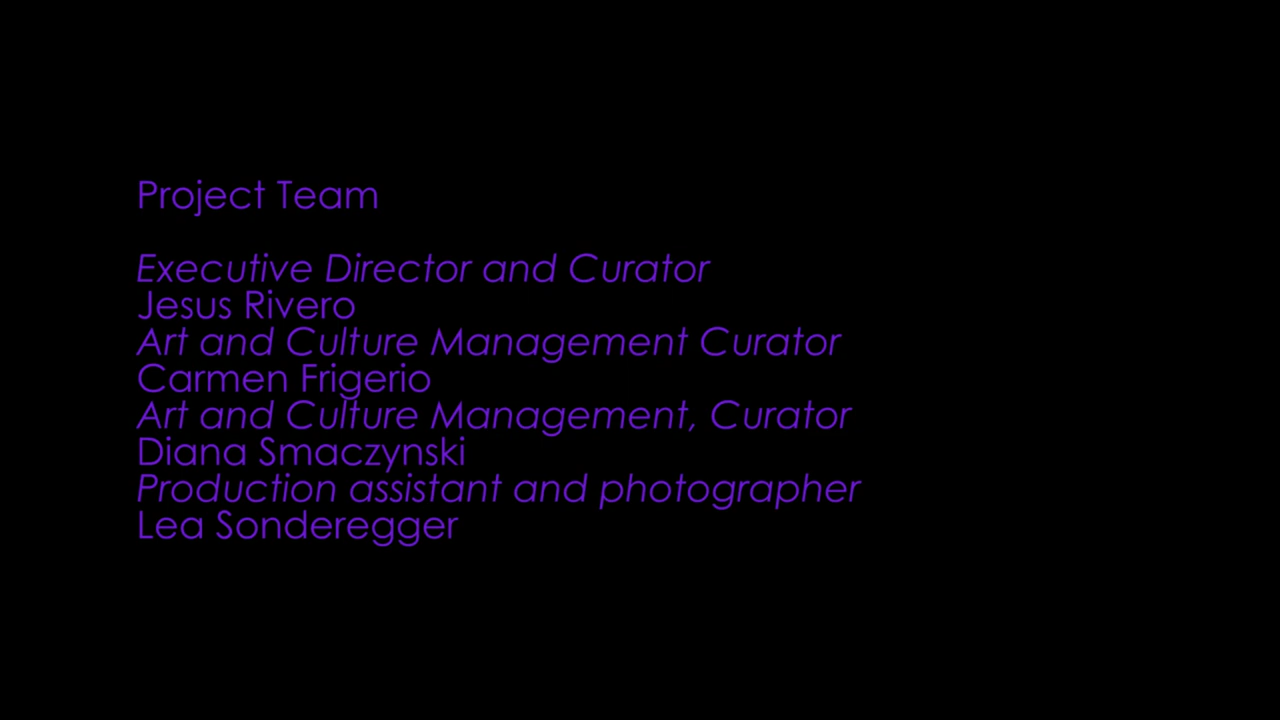 Project Team
Executive Director and Curator
Jesus Rivero
Art and Culture Management Curator
Carmen Frigerio
Art and Culture Management, Curator
Diana Smaczynski
Production assistant and photographer
Lea Sonderegger